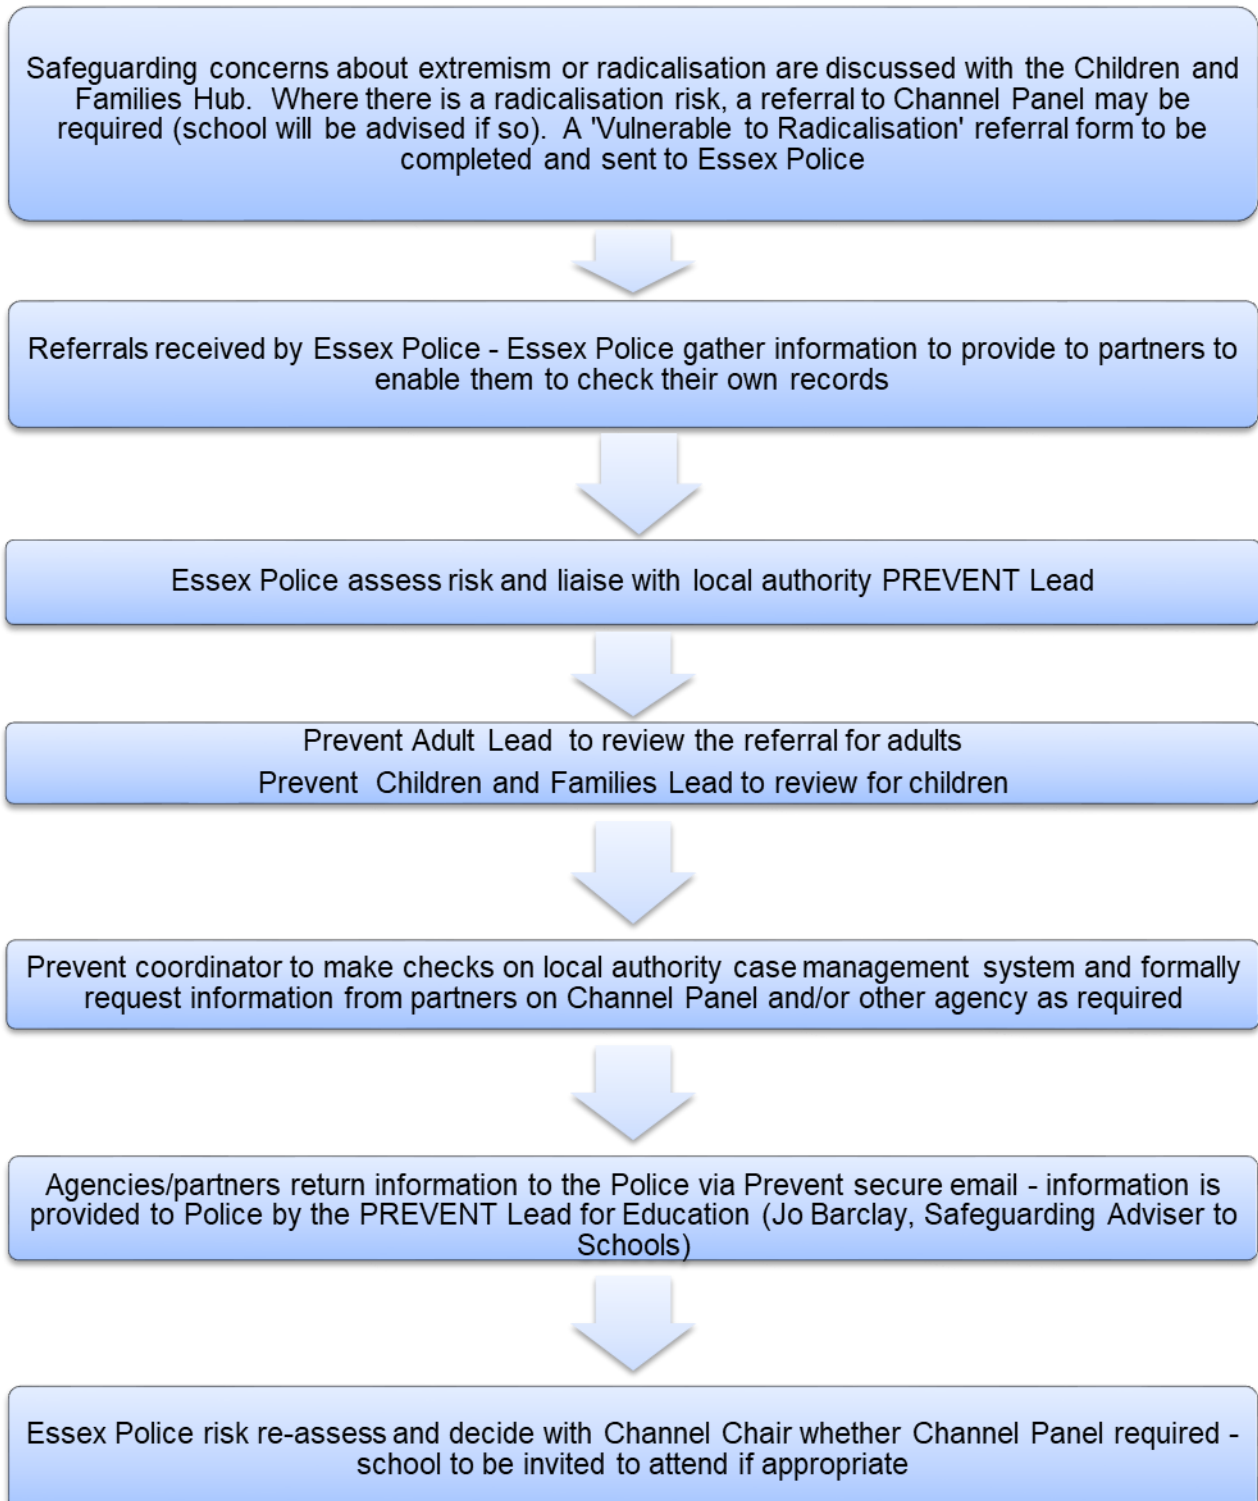 Safeguarding concerns about extremism or radicalisation are discussed with the Children and
Families Hub. Where there is a radicalisation risk, a referral to Channel Panel may be
required (school will be advised if so). A 'Vulnerable to Radicalisation' referral form to be
completed and sent to Essex Police
Referrals received by Essex Police - Essex Police gather information to provide to partners to
enable them to check their own records
Essex Police assess risk and liaise with local authority PREVENT Lead
Prevent Adult Lead to review the referral for adults
Prevent Children and Families Lead to review for children
Prevent coordinator to make checks on local authority case management system and formally
request information from partners on Channel Panel and/or other agency as required
Agencies/partners return information to the Police via Prevent secure email - information is
provided to Police by the PREVENT Lead for Education (Jo Barclay, Safeguarding Adviser to
Schools)
Essex Police risk re-assess and decide with Channel Chair whether Channel Panel required -
school to be invited to attend if appropriate